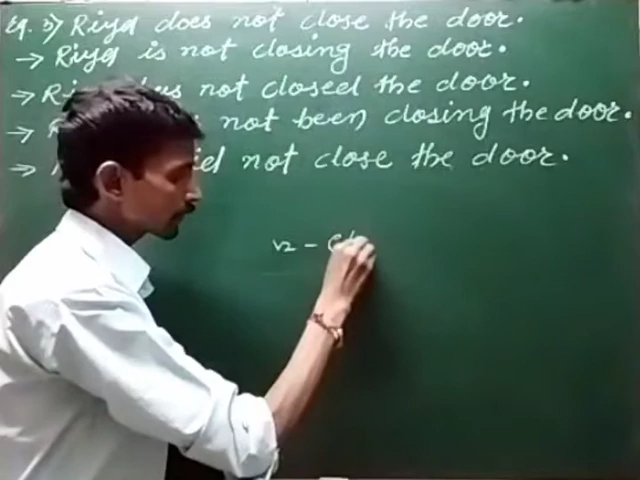 Eg. 3) Riya does not close the door.
→ Riya is not closing the door.
→ not closed the door.
→ not been closing the door.
→ did not close the door.
V2 -